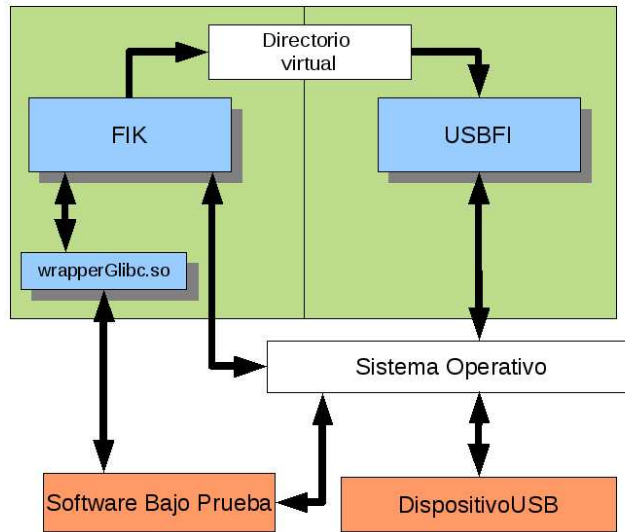 Directorio
virtual
FIK
USBFI
wrapperGlibc.so
Sistema Operativo
Software Bajo Prueba
DispositivoUSB